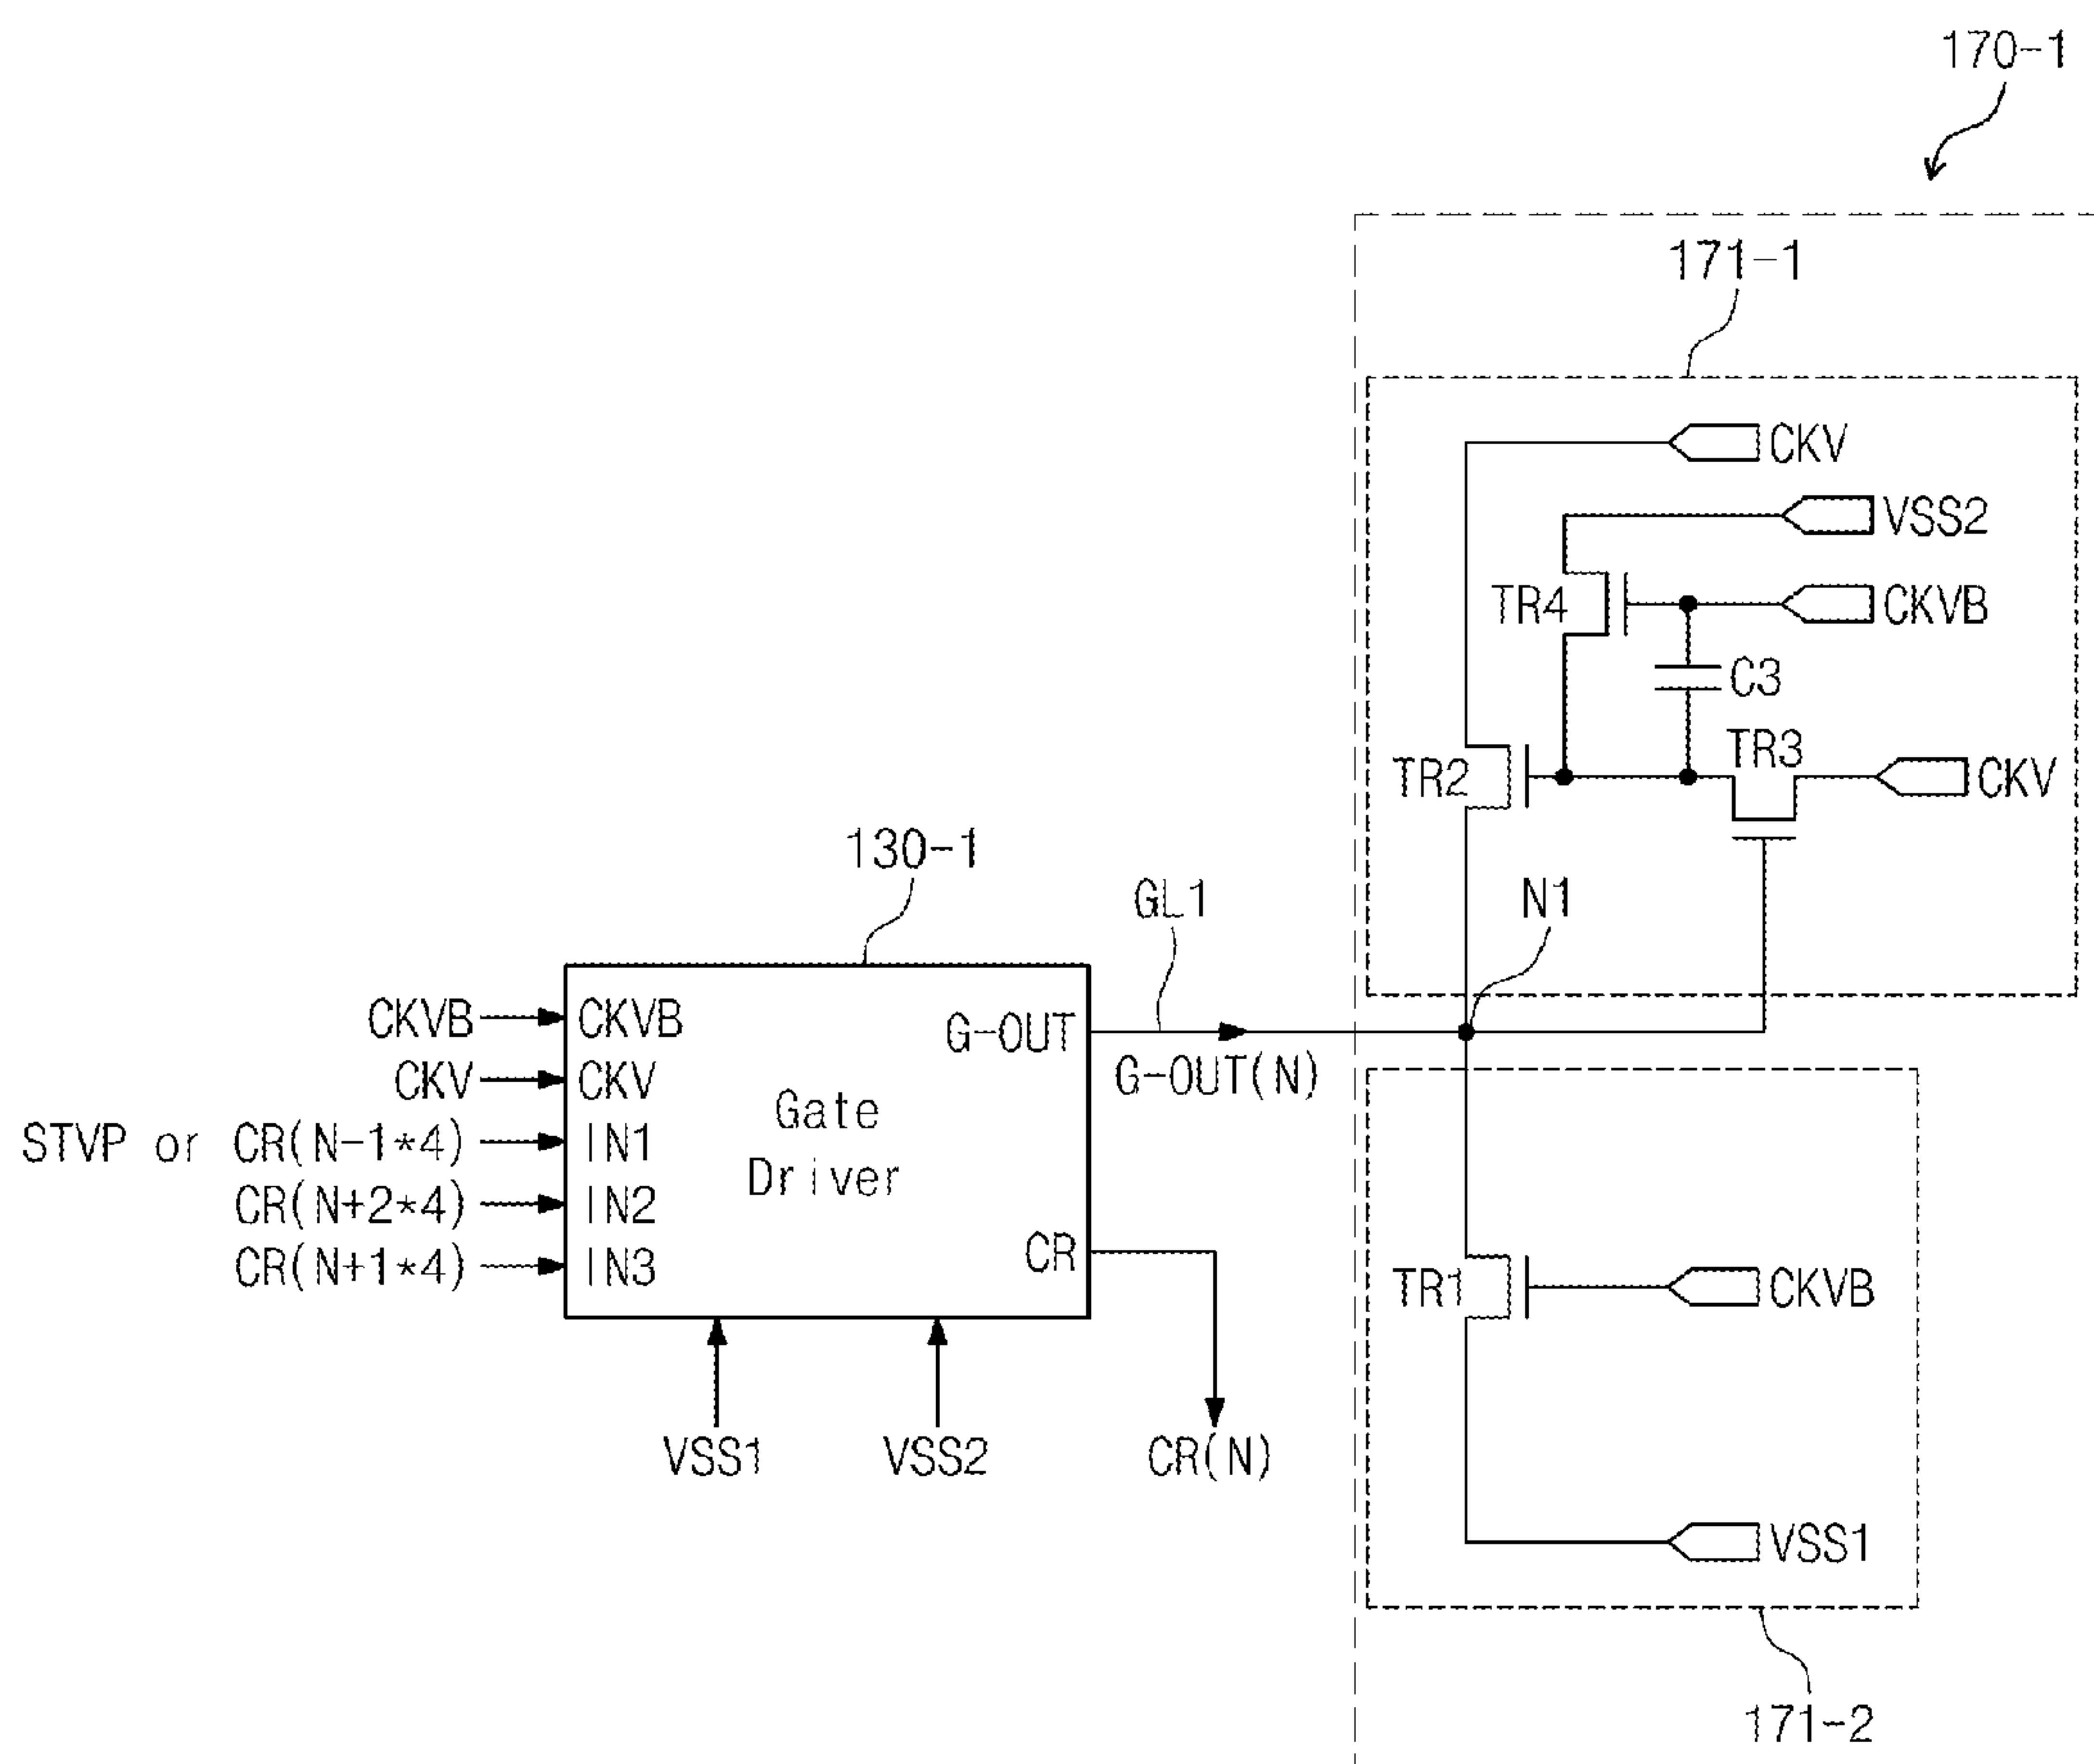 170-1
171-1
CKV
VSS2
TR4
CKVB
C3
TR3
TR2
CKV
130-1
GL1
N1
CKVB
CKVB
G-OUT
CKV
CKV
G-OUT(N)
Gate
Driver
STVP or CR(N-1*4)
IN1
CR(N+2*4)
IN2
CR(N+1*4)
IN3
CR
TR1
CKVB
VSS1
VSS2
CR(N)
VSS1
171-2